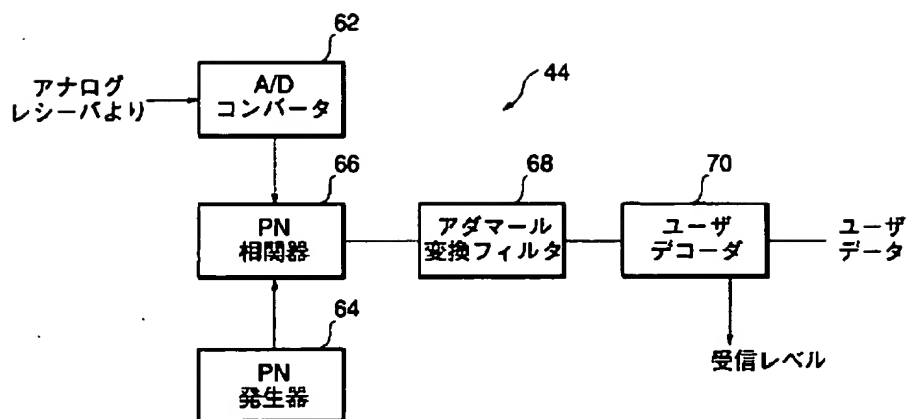 62
アナログ
レシーバより
A/D
コンバータ
44
66
PN
相関器
68
アダマール
変換フィルタ
70
ユーザ
デコーダ
ユーザ
データ
64
PN
発生器
受信レベル